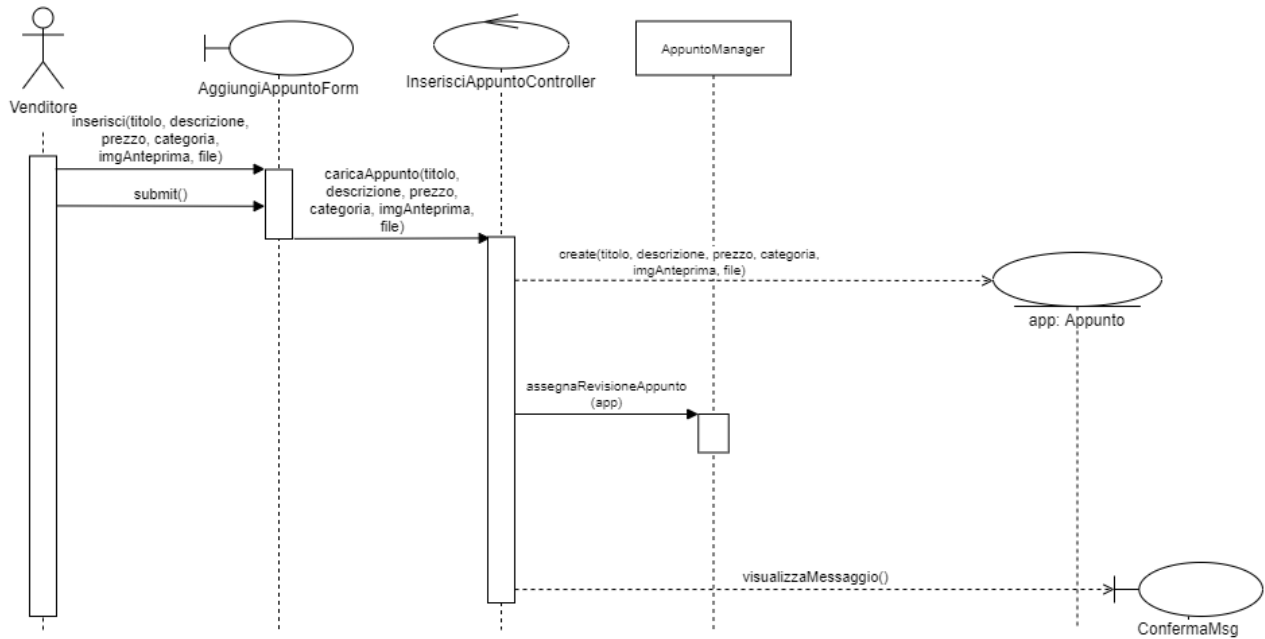 AppuntoManager
AggiungiAppuntoForm
InserisciAppuntoController
Venditore
inserisci(titolo, descrizione,
prezzo, categoria,
imgAnteprima, file)
submit()
caricaAppunto(titolo,
descrizione, prezzo,
categoria, imgAnteprima,
file)
create(titolo, descrizione, prezzo, categoria,
imgAnteprima, file)
app: Appunto
assegnaRevisioneAppunto
(app)
visualizzaMessaggio()
ConfermaMsg